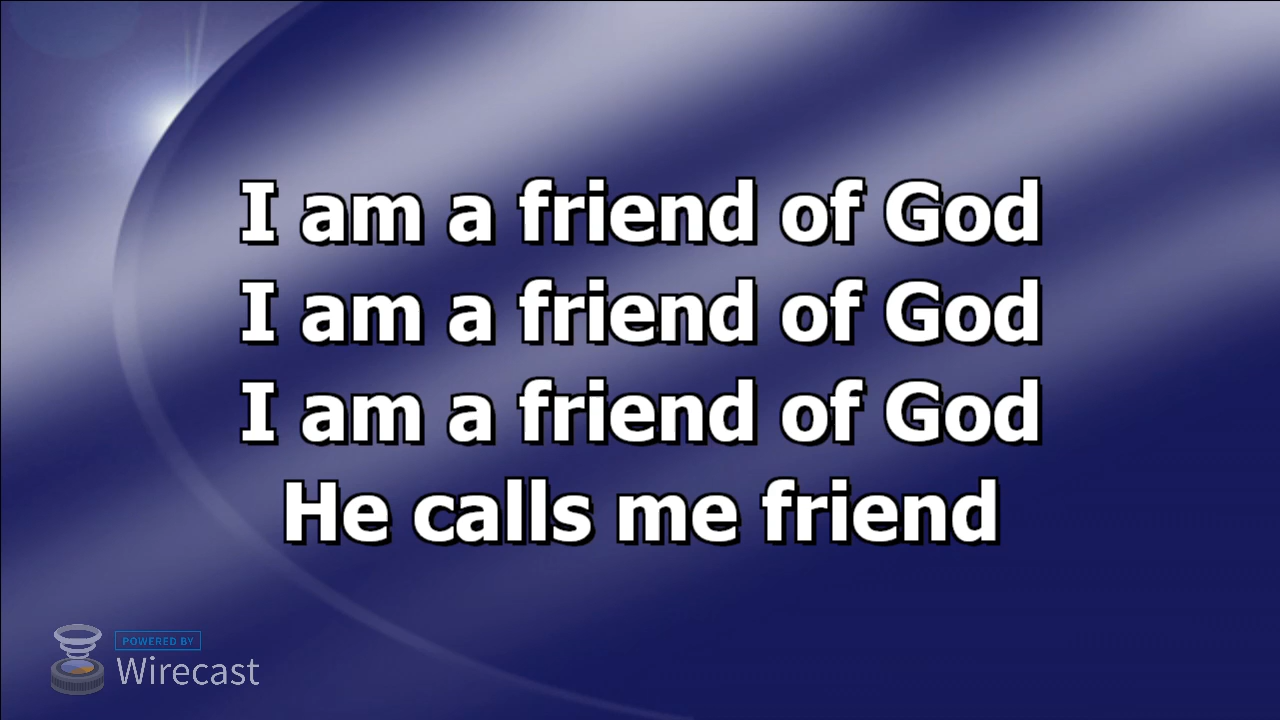 I am a friend of God
I am a friend of God
I am a friend of God
He calls me friend
POWERED BY
Wirecast